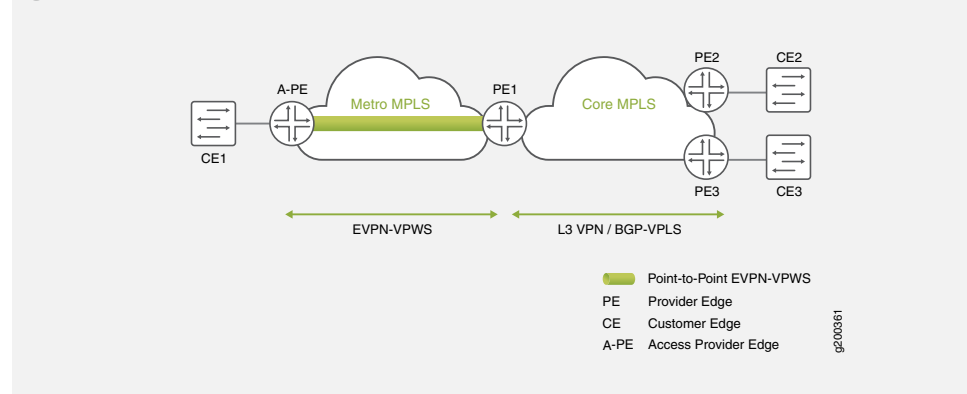 PE2
CE2
A-PE
Metro MPLS
PE1
Core MPLS
CE1
PE3
CE3
EVPN-VPWS
L3 VPN / BGP-VPLS
Point-to-Point EVPN-VPWS
PE Provider Edge
CE Customer Edge
A-PE Access Provider Edge
g200361